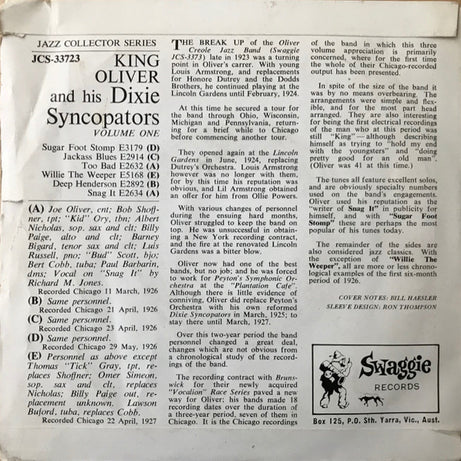 JAZZ COLLECTOR SERIES
JCS-33723
KING
OLIVER
and his Dixie
Syncopators
VOLUME ONE
Sugar Foot Stomp E3179 (D)
Jackass Blues E2914 (C)
Too Bad E2632 (A)
Willie The Weeper E5168 (E)
Deep Henderson E2892 (B)
Snag It E2634 (A)
(A) Joe Oliver, cnt; Bob Shoff-
ner, tpt; "Kid" Ory, tbn; Albert
Nicholas, sop, sax and clt; Billy
Paige, alto and clt; Barney
Bigard, tenor sax and clt; Luis
Russell, pno; "Bud" Scott, bjo;
Bert Cobb, tuba; Paul Barbarin,
dms; Vocal on "Snag It" by
Richard M. Jones.
Recorded Chicago 11 March, 1926
(B) Same personnel.
Recorded Chicago 21 April, 1926
(C) Same personnel.
Recorded Chicago 23 April, 1926
(D) Same personnel.
Recorded Chicago 29 May, 1926
(E) Personnel as above except
Thomas "Tick" Gray, tpt, re-
places Shoffner; Omer Simeon,
sop. sax and clt, replaces
Nicholas; Billy Paige out, re-
placement unknown. Lawson
Buford, tuba, replaces Cobb.
Recorded Chicago 22 April, 1927
THE BREAK UP of the Oliver
Creole Jazz Band (Swaggie
JCS-3373) late in 1923 was a turning
point in Oliver's carrer. With young
Louis Armstrong, and replacements
for Honore Dutrey and the Dodds
Brothers, he continued playing at the
Lincoln Gardens until February, 1924.
At this time he secured a tour for
the band through Ohio, Wisconsin,
Michigan and Pennsylvania, return-
ing for a brief while to Chicago
before commencing another tour.
They opened again at the Lincoln
Gardens in June, 1924, replacing
Dutrey's Orchestra. Louis Armstrong
however was no longer with them,
for by this time his reputation was
obvious, and Lil Armstrong obtained
an offer for him from Ollie Powers.
With various changes of personnel
during the ensuing hard months,
Oliver struggled to keep the band on
top. He was unsuccessful in obtain-
ing a New York recording contract,
and the fire at the renovated Lincoln
Gardens was a bitter blow.
Oliver now had one of the best
bands, but no job; and he was forced
to work for Peyton's Symphonic Or-
chestra at the "Plantation Cafe".
Although there is little evidence of
conniving, Oliver did replace Peyton's
Orchestra with his own reformed
Dixie Syncopators in March, 1925; to
stay there until March, 1927.
Over this two-year period the band
personnel changed a great deal,
changes which are not obvious from
a chronological study of the record-
ings of the band.
The recording contract with Bruns-
wick for their newly acquired
"Vocalion" Race Series paved a new
way for Oliver: his bands made 18
recording dates over the duration of
a three-year period, seven of them in
Chicago. It is the Chicago recordings
of the band in which this three
volume appreciation is primarily
concerned, where for the first time
the whole of their Chicago-recorded
output has been presented.
In spite of the size of the band it
was by no means overbearing. The
arrangements were simple and flex-
ible, and for the most part head
arranged. They are also interesting
for being the first electrical recordings
of the man who at this period was
still "King"—although describing
himself as trying to "hold my end
with the youngsters" and "doing
pretty good for an old man".
(Oliver was 41 at this time.)
The tunes all feature excellent solos,
and are obviously specially numbers
used on the band's engagements.
Oliver used his reputation as the
writer of "Snag It" in publicity for
himself, and with "Sugar Foot
Stomp" these are perhaps the most
popular of his tunes today.
The remainder of the sides are
also considered jazz classics. With
the exception of "Willie The
Weeper", all are more or less chrono-
logical examples of the first six-month
period of 1926.
COVER NOTES: BILL HAESLER
SLEEVE DESIGN: RON THOMPSON
Swaggie
RECORDS
Box 125, P.O. Sth. Yarra, Vic., Aust.